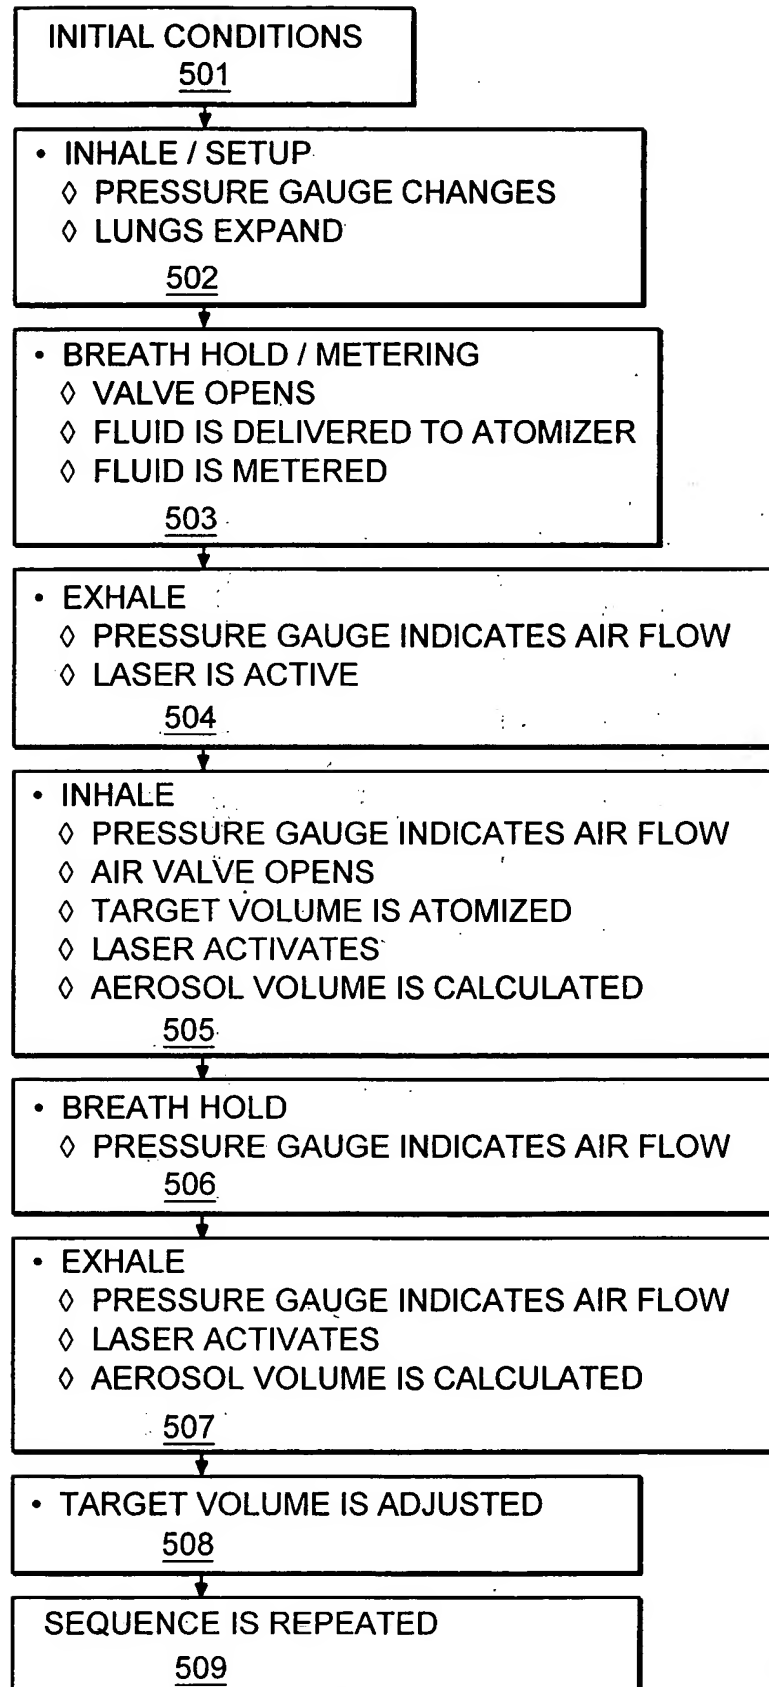 INITIAL CONDITIONS
501
• INHALE / SETUP
◊ PRESSURE GAUGE CHANGES
◊ LUNGS EXPAND
502
• BREATH HOLD / METERING
◊ VALVE OPENS
◊ FLUID IS DELIVERED TO ATOMIZER
◊ FLUID IS METERED
503
• EXHALE
◊ PRESSURE GAUGE INDICATES AIR FLOW
◊ LASER IS ACTIVE
504
• INHALE
◊ PRESSURE GAUGE INDICATES AIR FLOW
◊ AIR VALVE OPENS
◊ TARGET VOLUME IS ATOMIZED
◊ LASER ACTIVATES
◊ AEROSOL VOLUME IS CALCULATED
505
• BREATH HOLD
◊ PRESSURE GAUGE INDICATES AIR FLOW
506
• EXHALE
◊ PRESSURE GAUGE INDICATES AIR FLOW
◊ LASER ACTIVATES
◊ AEROSOL VOLUME IS CALCULATED
507
• TARGET VOLUME IS ADJUSTED
508
SEQUENCE IS REPEATED
509